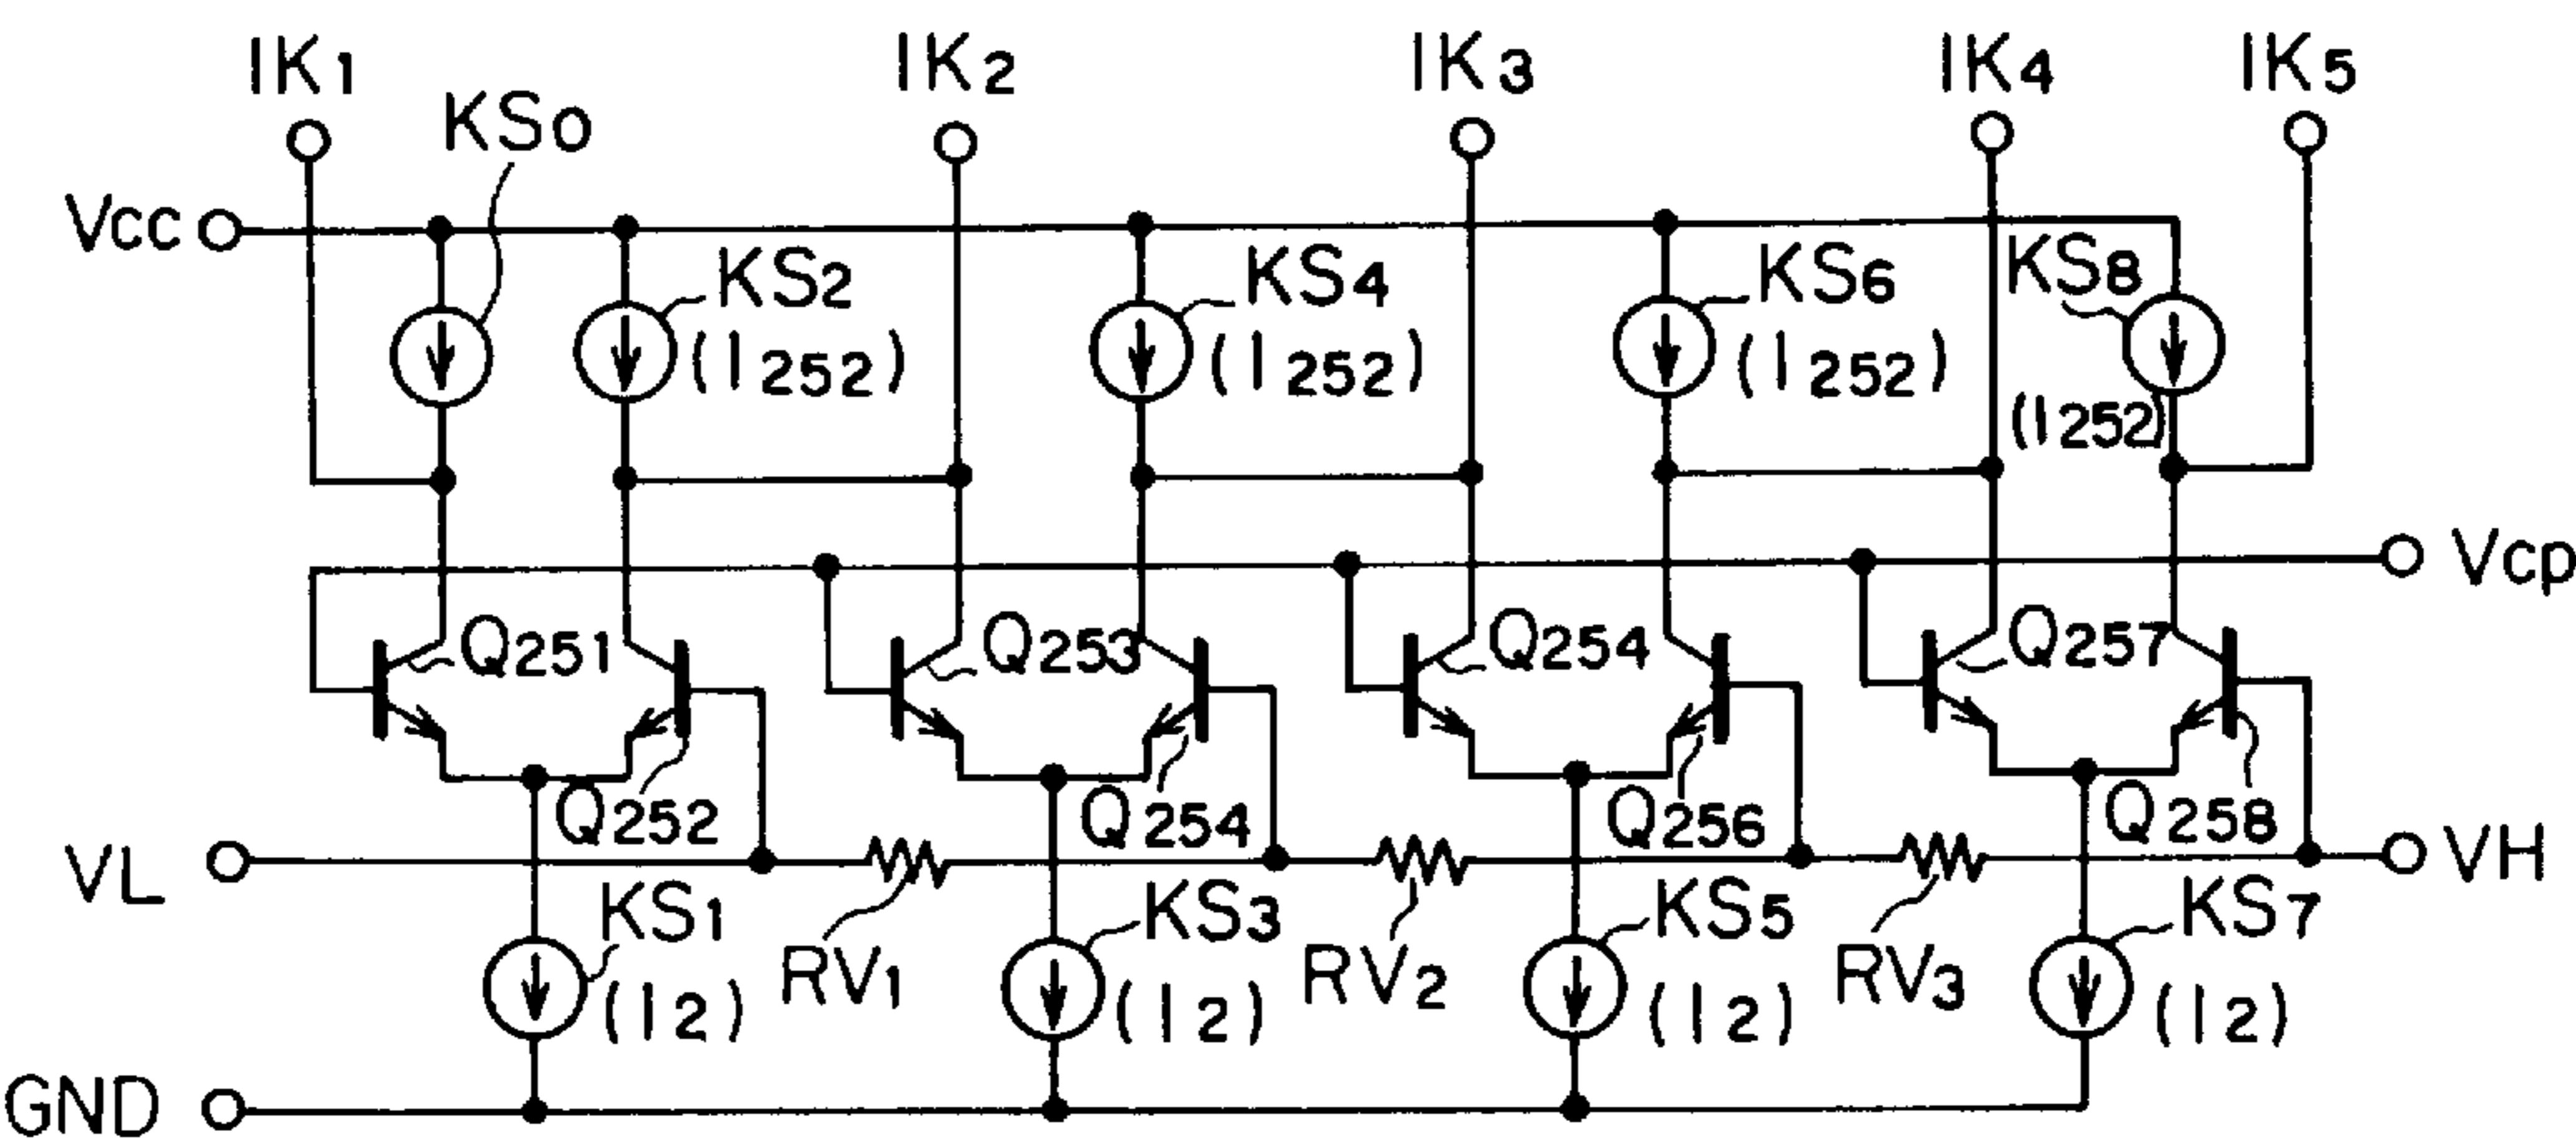 IK1 IK2 IK3 IK4 IK5
KS0
Vcc
KS2 KS4 KS6 KS8
(I252) (I252) (I252) (I252)
Vcp
Q251 Q253 Q254 Q257
Q252 Q254 Q256 Q258
VL VH
KS1 KS3 KS5 KS7
RV1 RV2 RV3
(I2) (I2) (I2) (I2)
GND